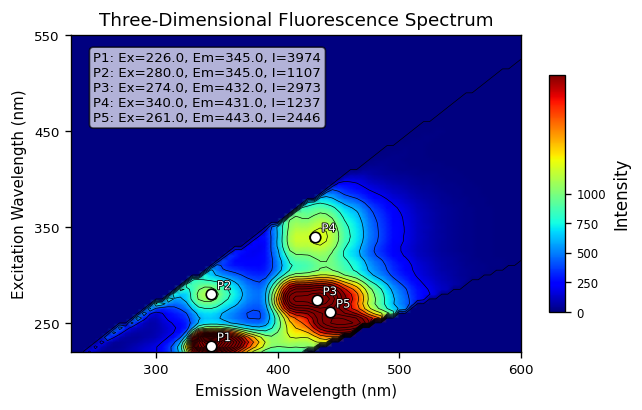 Three-Dimensional Fluorescence Spectrum
P1: Ex=226.0, Em=345.0, I=3974
P2: Ex=280.0, Em=345.0, I=1107
P3: Ex=274.0, Em=432.0, I=2973
P4: Ex=340.0, Em=431.0, I=1237
P5: Ex=261.0, Em=443.0, I=2446
550
450
350
250
Excitation Wavelength (nm)
P4
P2
P3
P5
P1
300
400
500
600
Emission Wavelength (nm)
1000
750
500
250
0
Intensity